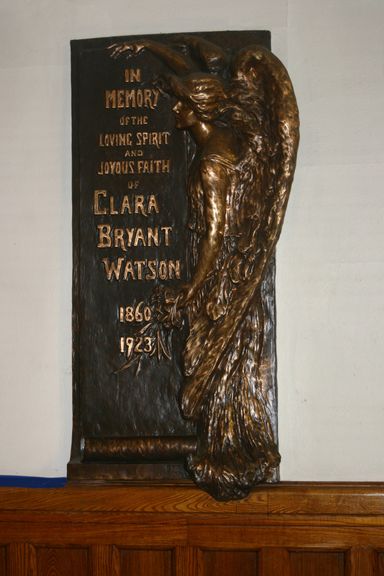 IN
MEMORY
OF THE
LOVING SPIRIT
AND
JOYOUS FAITH
OF
CLARA
BRYANT
WATSON
1860
1923